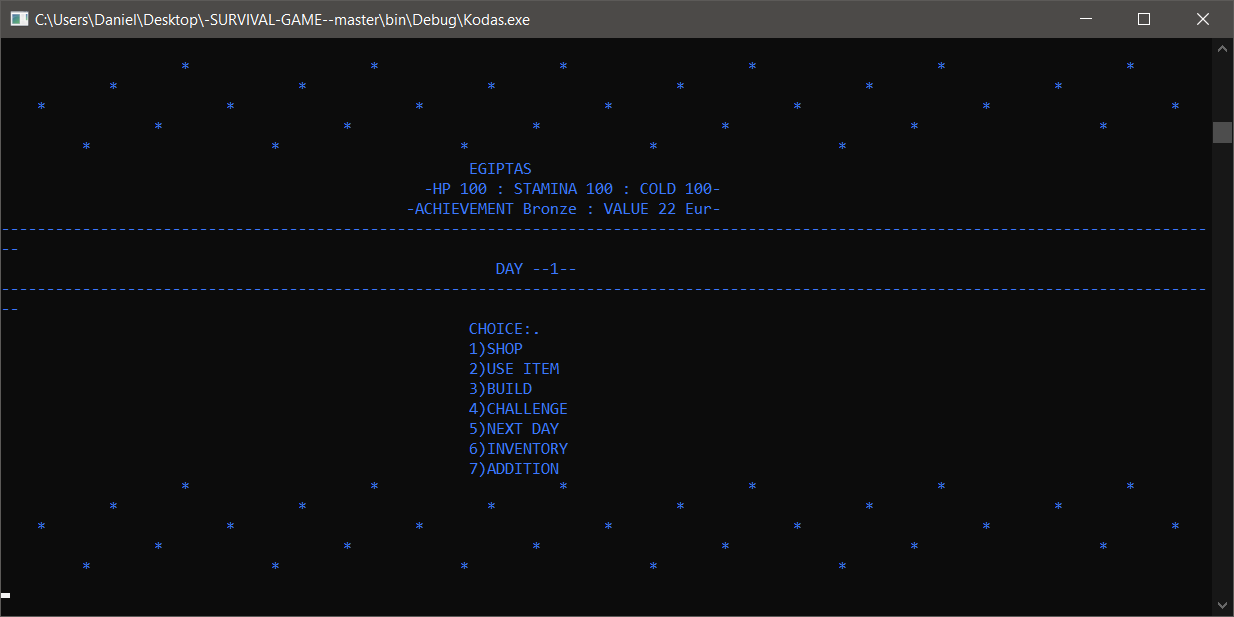 C:\Users\Daniel\Desktop\-SURVIVAL-GAME--master\bin\Debug\Kodas.exe
* * * * * *
* * * * * *
* * * * * * *
* * * * * *
* * * * *
EGIPTAS
-HP 100 : STAMINA 100 : COLD 100-
-ACHIEVEMENT Bronze : VALUE 22 Eur-
--------------------------------------------------------------------------------------------------------------------------------------
--
DAY --1--
--------------------------------------------------------------------------------------------------------------------------------------
--
CHOICE:.
1)SHOP
2)USE ITEM
3)BUILD
4)CHALLENGE
5)NEXT DAY
6)INVENTORY
7)ADDITION
* * * * * *
* * * * * *
* * * * * * *
* * * * * *
* * * * *